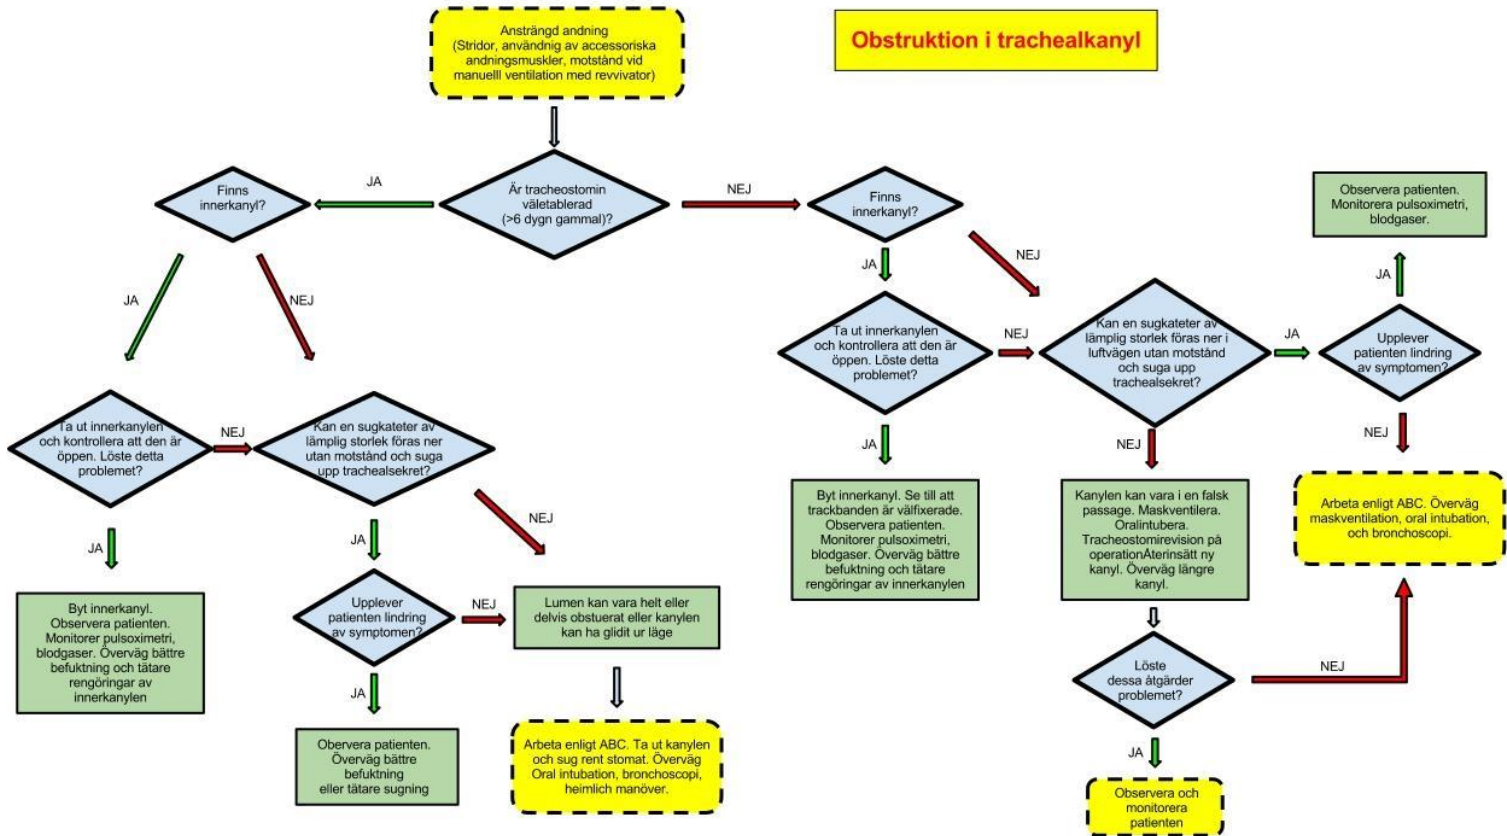 Ansträngd andning
(Stridor, användnig av accessoriska
andningsmuskler, motstånd vid
manuelll ventilation med revvivator)
Obstruktion i trachealkanyl
Finns
innerkanyl?
JA
Är tracheostomin
väletablerad
(>6 dygn gammal)?
NEJ
Finns
innerkanyl?
Observera patienten.
Monitorera pulsoximetri,
blodgaser.
JA
NEJ
JA
NEJ
JA
Ta ut innerkanylen
och kontrollera att den är
öppen. Löste detta
problemet?
NEJ
Kan en sugkateter av
lämplig storlek föras ner i
luftvägen utan motstånd
och suga upp
trachealsekret?
JA
Upplever
patienten lindring
av symptomen?
Ta ut innerkanylen
och kontrollera att den är
öppen. Löste detta
problemet?
NEJ
Kan en sugkateter av
lämplig storlek föras ner
utan motstånd och suga
upp trachealsekret?
JA
NEJ
NEJ
Byt innerkanyl. Se till att
trackbanden är välfixerade.
Observera patienten.
Monitorer pulsoximetri,
blodgaser. Överväg bättre
befuktning och tätare
rengöringar av innerkanylen
Kanylen kan vara i en falsk
passage. Maskventilera.
Oralintubera.
Tracheostomirevision på
operationÅterinsätt ny
kanyl. Överväg längre
kanyl.
Arbeta enligt ABC. Överväg
maskventilation, oral intubation,
och bronchoscopi.
JA
JA
NEJ
Byt innerkanyl.
Observera patienten.
Monitorer pulsoximetri,
blodgaser. Överväg bättre
befuktning och tätare
rengöringar av
innerkanylen
Upplever
patienten lindring
av symptomen?
NEJ
Lumen kan vara helt eller
delvis obstuerat eller kanylen
kan ha glidit ur läge
Löste
dessa åtgärder
problemet?
NEJ
JA
JA
Obervera patienten.
Överväg bättre
befuktning
eller tätare sugning
Arbeta enligt ABC. Ta ut kanylen
och sug rent stomat. Överväg
Oral intubation, bronchoscopi,
heimlich manöver.
Observera och
monitorera
patienten